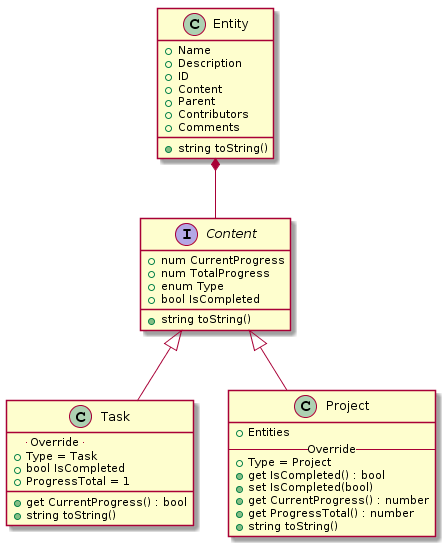 C Entity
Name
Description
ID
Content
Parent
Contributors
Comments
string toString()
I Content
num CurrentProgress
num TotalProgress
enum Type
bool IsCompleted
string toString()
C Task
Override
Type = Task
bool IsCompleted
ProgressTotal = 1
get CurrentProgress() : bool
string toString()
C Project
Entities
Override
Type = Project
get IsCompleted() : bool
set IsCompleted(bool)
get CurrentProgress() : number
get ProgressTotal() : number
string toString()